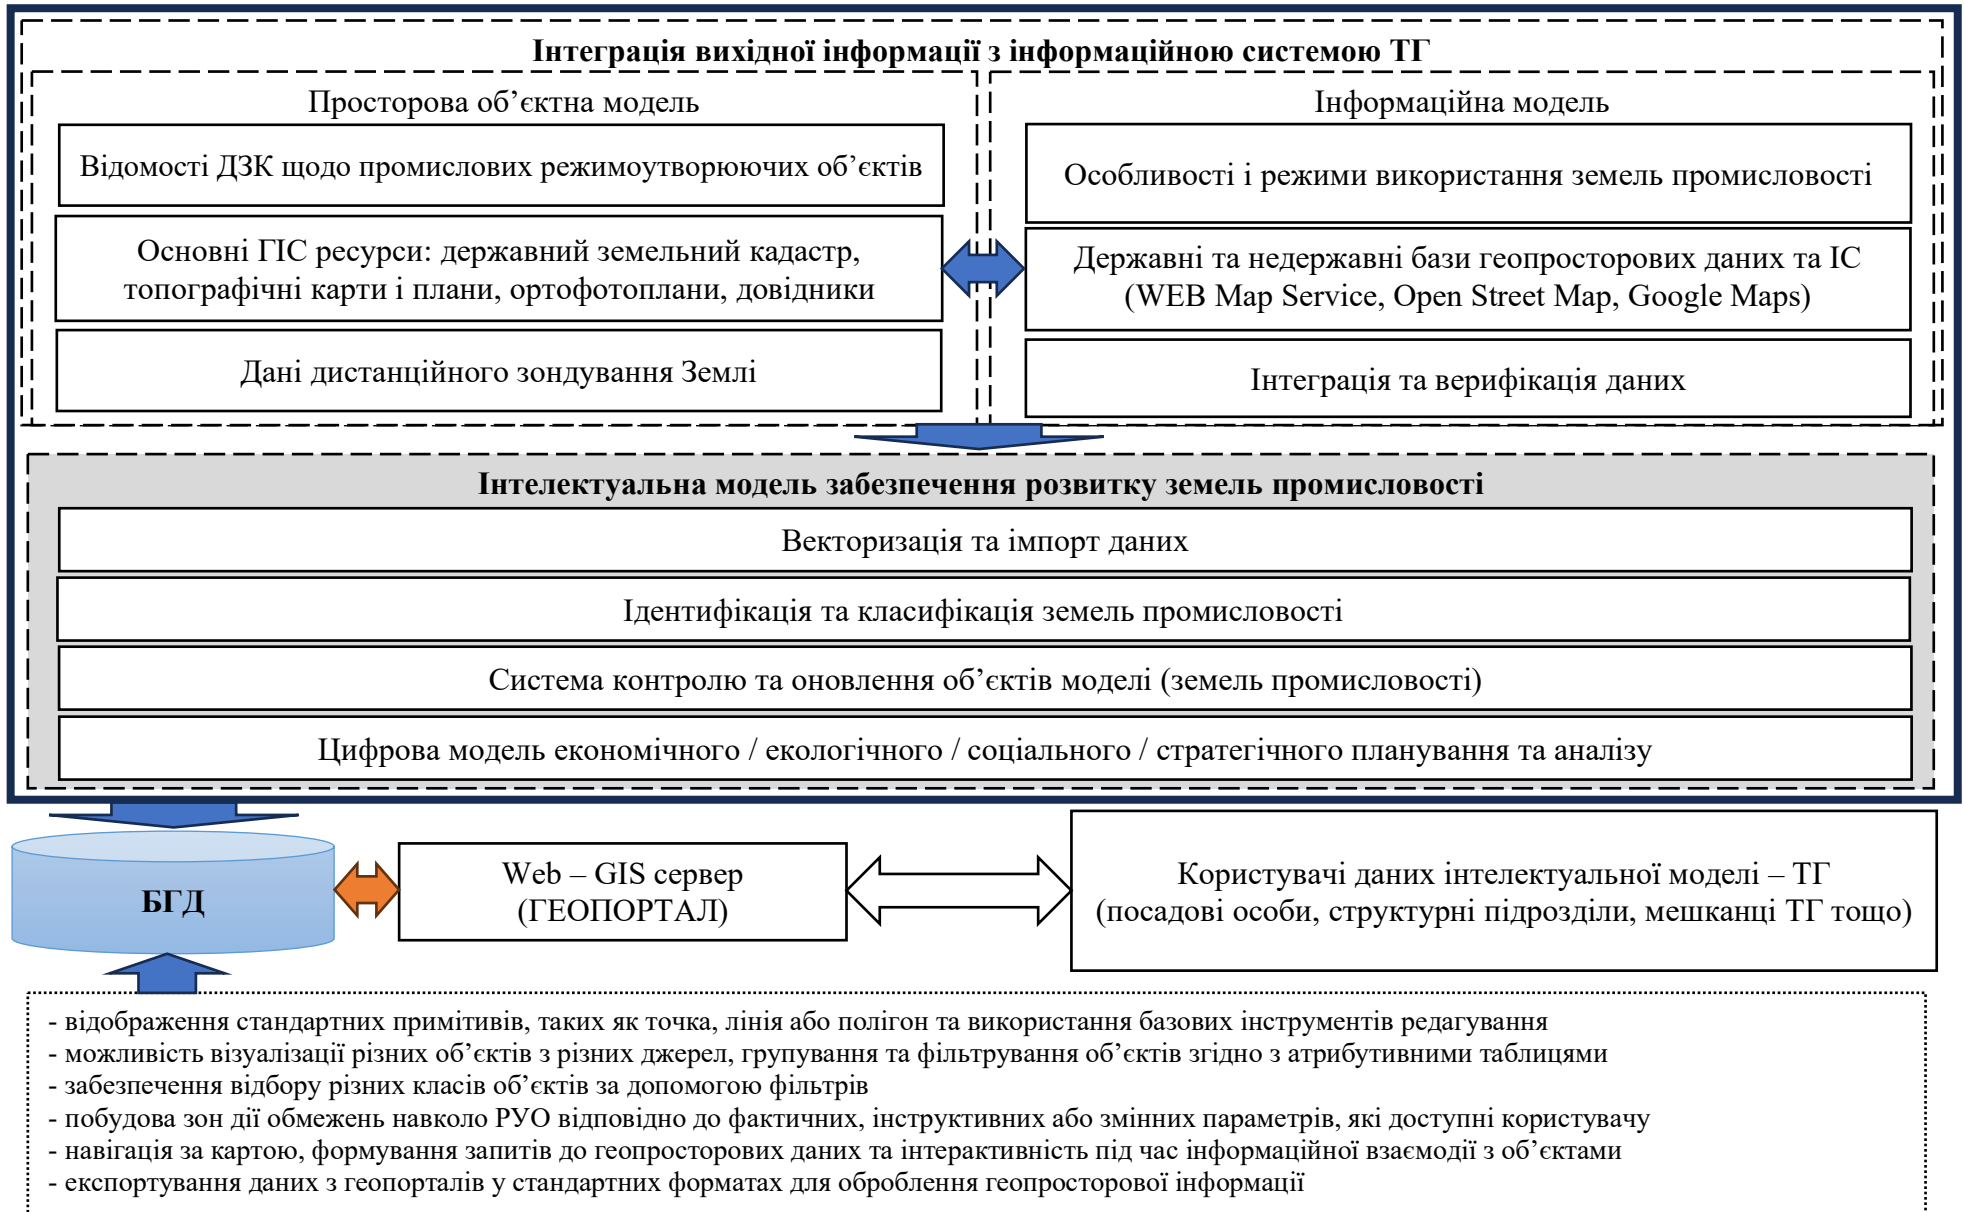 Інтеграція вихідної інформації з інформаційною системою ТГ
Просторова об’єктна модель
Відомості ДЗК щодо промислових режимоутворюючих об’єктів
Основні ГІС ресурси: державний земельний кадастр,
топографічні карти і плани, ортофотоплани, довідники
Дані дистанційного зондування Землі
Інформаційна модель
Особливості і режими використання земель промисловості
Державні та недержавні бази геопросторових даних та ІС
(WEB Map Service, Open Street Map, Google Maps)
Інтеграція та верифікація даних
Інтелектуальна модель забезпечення розвитку земель промисловості
Векторизація та імпорт даних
Ідентифікація та класифікація земель промисловості
Система контролю та оновлення об’єктів моделі (земель промисловості)
Цифрова модель економічного / екологічного / соціального / стратегічного планування та аналізу
БГД
Web – GIS сервер
(ГЕОПОРТАЛ)
Користувачі даних інтелектуальної моделі – ТГ
(посадові особи, структурні підрозділи, мешканці ТГ тощо)
- відображення стандартних примітивів, таких як точка, лінія або полігон та використання базових інструментів редагування
- можливість візуалізації різних об’єктів з різних джерел, групування та фільтрування об’єктів згідно з атрибутивними таблицями
- забезпечення відбору різних класів об’єктів за допомогою фільтрів
- побудова зон дії обмежень навколо РУО відповідно до фактичних, інструктивних або змінних параметрів, які доступні користувачу
- навігація за картою, формування запитів до геопросторових даних та інтерактивність під час інформаційної взаємодії з об’єктами
- експортування даних з геопорталів у стандартних форматах для оброблення геопросторової інформації